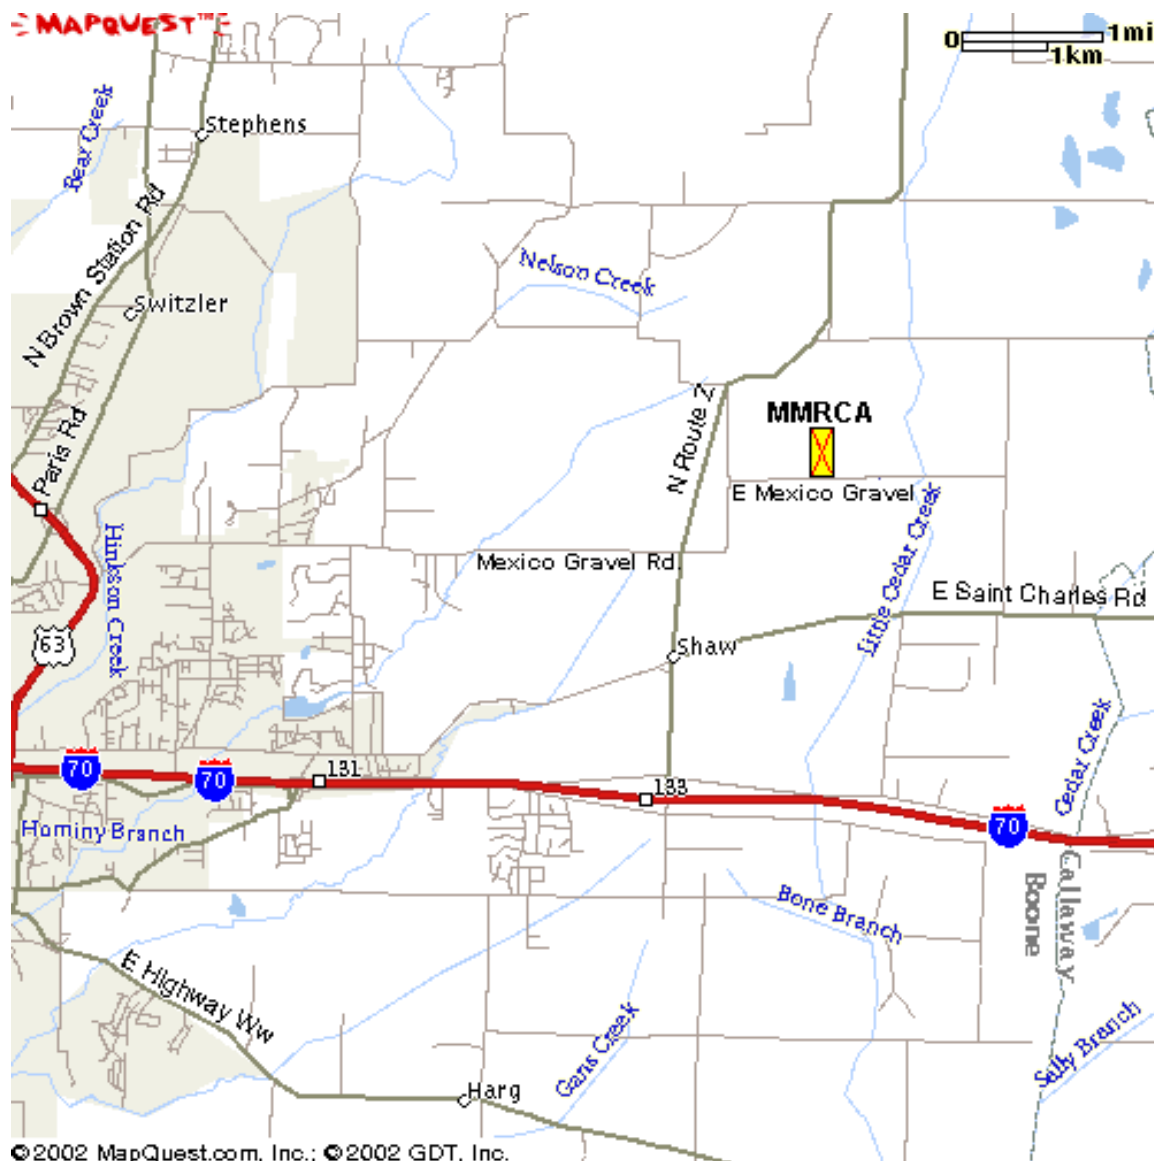 MAPQUEST™
0 1mi
1km
Bear Creek
Stephens
N Brown Station Rd
Nelson Creek
Switzler
MMRCA
N Route Z
Paris Rd
E Mexico Gravel
Hinkson Creek
Mexico Gravel Rd.
Little Cedar Creek
E Saint Charles Rd
63
Shaw
Cedar Creek
70
70
131
133
70
Hominy Branch
Callaway
Boone
Bone Branch
E Highway Ww
Gans Creek
Sally Branch
Harg
©2002 MapQuest.com, Inc.; ©2002 GDT, Inc.